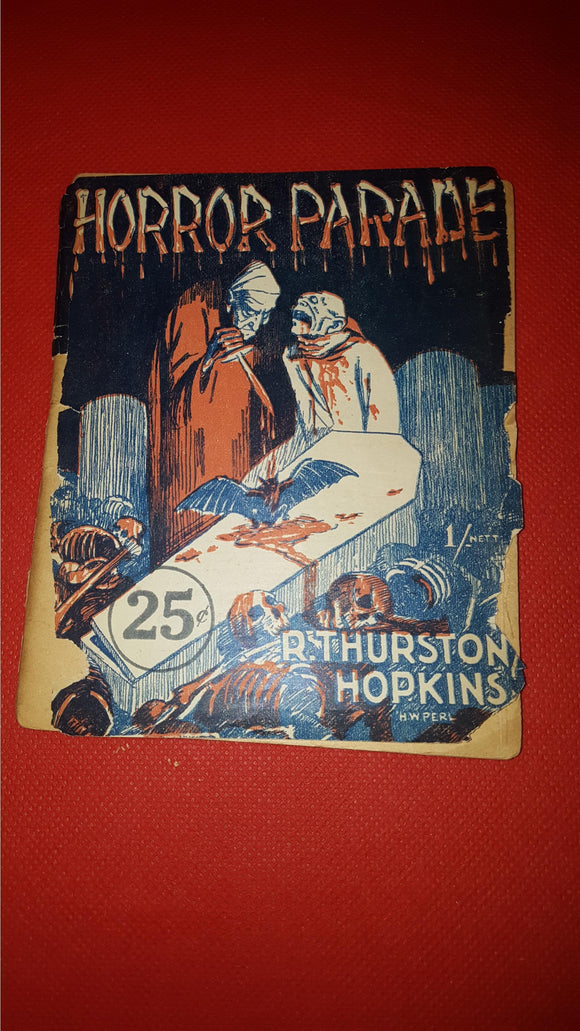 HORROR PARADE
1/- NETT
25¢
R THURSTON
HOPKINS
H.W PERL